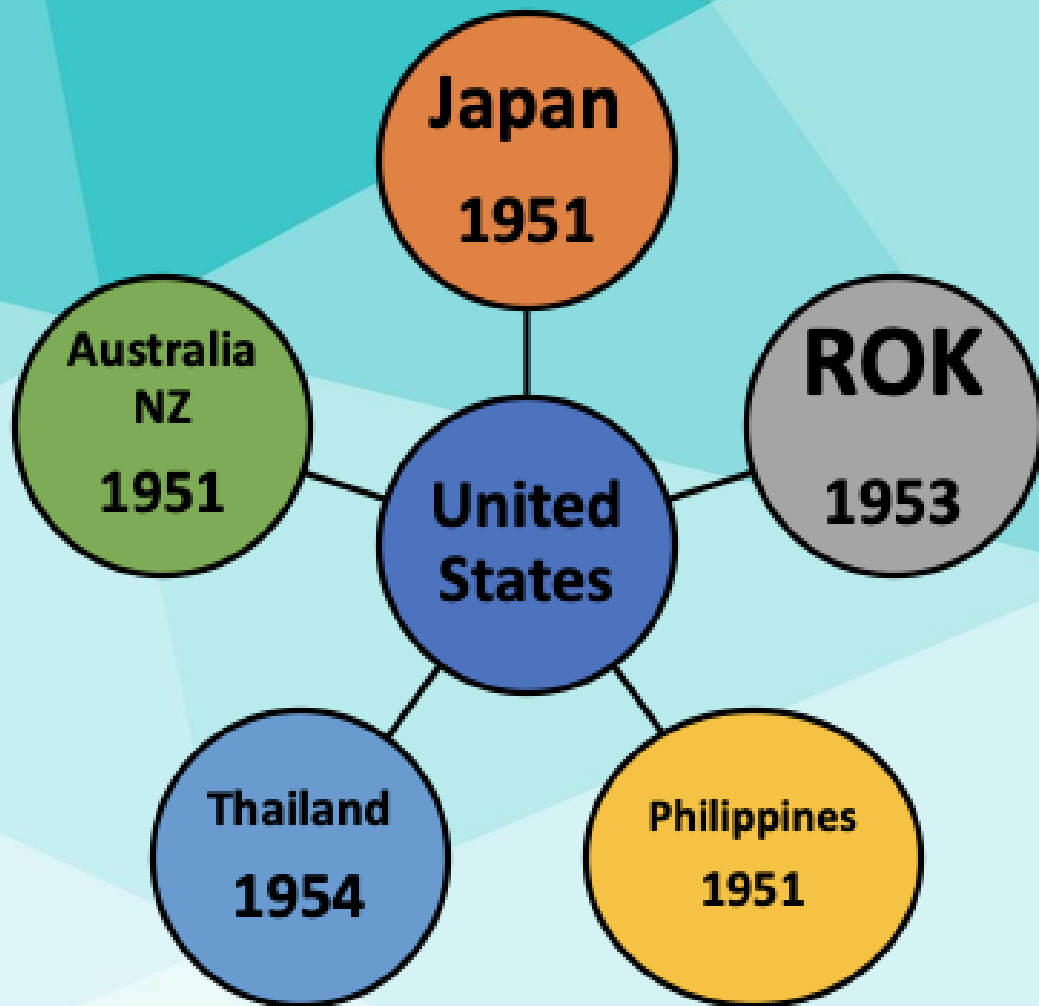 Japan
1951
Australia
NZ
1951
ROK
1953
United
States
Thailand
1954
Philippines
1951